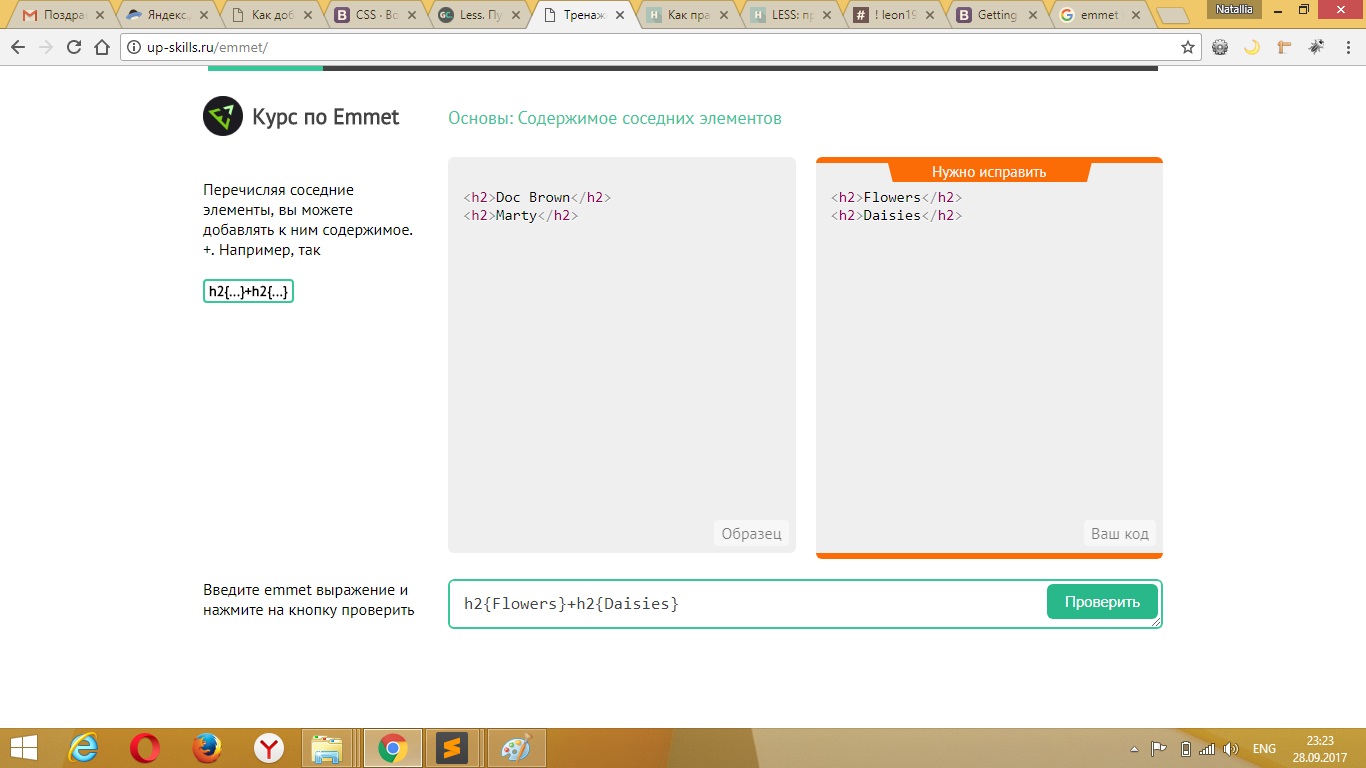 Поздра
Яндекс.
Как доб
CSS · Bo
Less. Пу
Тренаж
Как пра
LESS: пр
! leon19
Getting
emmet
Natallia
up-skills.ru/emmet/
Курс по Emmet
Основы: Содержимое соседних элементов
Перечисляя соседние
элементы, вы можете
добавлять к ним содержимое.
+. Например, так
h2{...}+h2{...}
<h2>Doc Brown</h2>
<h2>Marty</h2>
Образец
Нужно исправить
<h2>Flowers</h2>
<h2>Daisies</h2>
Ваш код
Введите emmet выражение и
нажмите на кнопку проверить
h2{Flowers}+h2{Daisies}
Проверить
ENG
23:23
28.09.2017